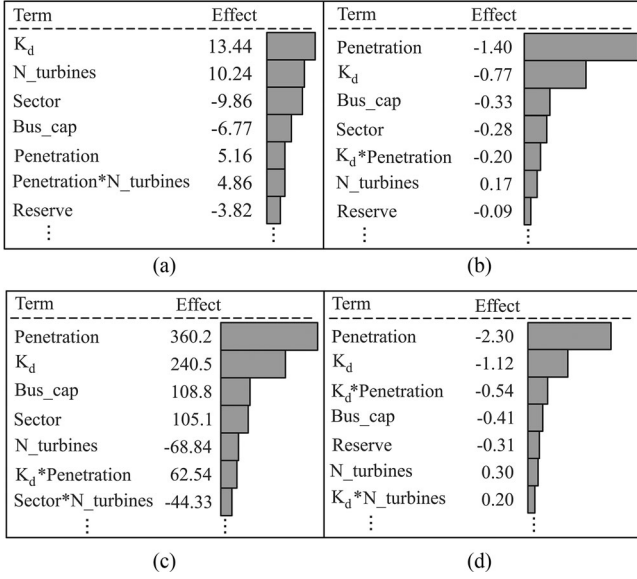 Term Effect
K_d 13.44
N_turbines 10.24
Sector -9.86
Bus_cap -6.77
Penetration 5.16
Penetration*N_turbines 4.86
Reserve -3.82
⋮ ⋮
(a)
Term Effect
Penetration -1.40
K_d -0.77
Bus_cap -0.33
Sector -0.28
K_d*Penetration -0.20
N_turbines 0.17
Reserve -0.09
⋮ ⋮
(b)
Term Effect
Penetration 360.2
K_d 240.5
Bus_cap 108.8
Sector 105.1
N_turbines -68.84
K_d*Penetration 62.54
Sector*N_turbines -44.33
⋮ ⋮
(c)
Term Effect
Penetration -2.30
K_d -1.12
K_d*Penetration -0.54
Bus_cap -0.41
Reserve -0.31
N_turbines 0.30
K_d*N_turbines 0.20
⋮ ⋮
(d)